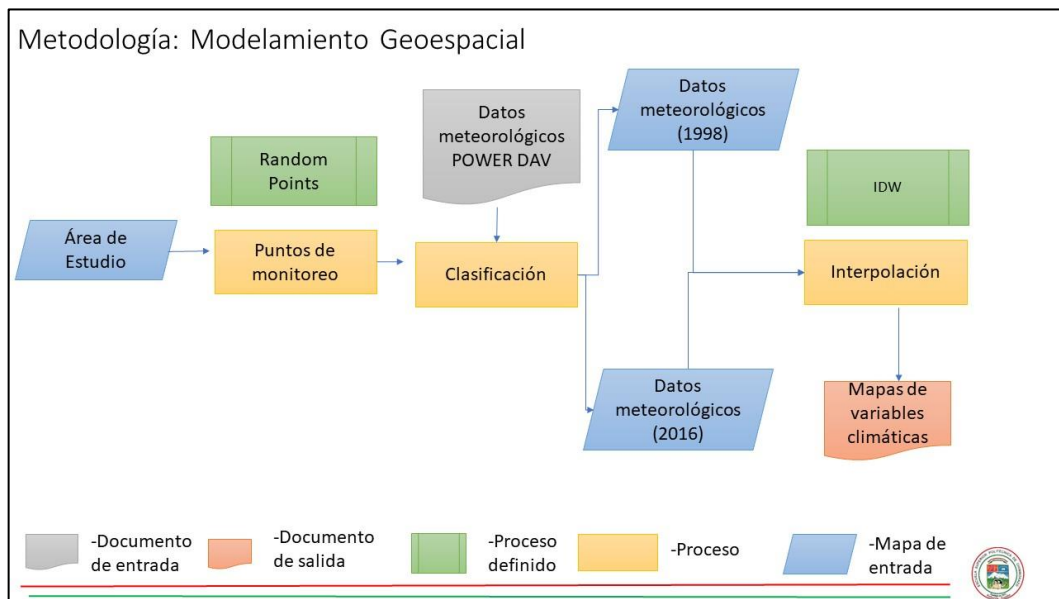 Metodología: Modelamiento Geoespacial
Datos
meteorológicos
(1998)
Datos
meteorológicos
POWER DAV
Random
Points
IDW
Área de
Estudio
Puntos de
monitoreo
Clasificación
Interpolación
Datos
meteorológicos
(2016)
Mapas de
variables
climáticas
-Documento
de entrada
-Documento
de salida
-Proceso
definido
-Proceso
-Mapa de
entrada